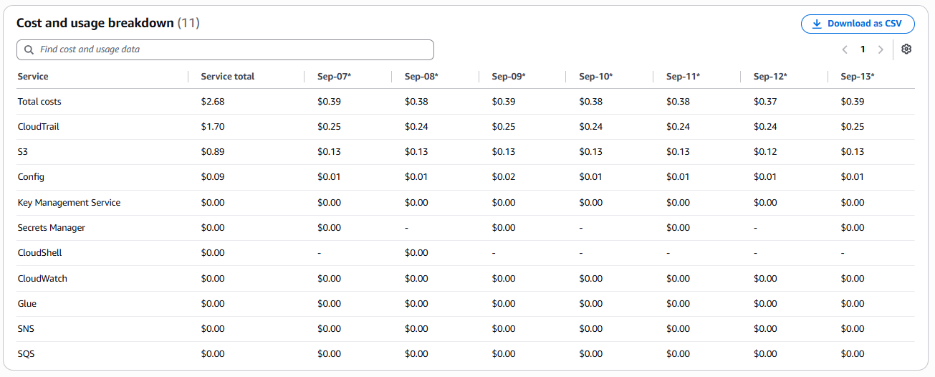 Cost and usage breakdown (11)
Download as CSV
Find cost and usage data
1
Service Service total Sep-07* Sep-08* Sep-09* Sep-10* Sep-11* Sep-12* Sep-13*
Total costs $2.68 $0.39 $0.38 $0.39 $0.38 $0.38 $0.37 $0.39
CloudTrail $1.70 $0.25 $0.24 $0.25 $0.24 $0.24 $0.24 $0.25
S3 $0.89 $0.13 $0.13 $0.13 $0.13 $0.13 $0.12 $0.13
Config $0.09 $0.01 $0.01 $0.02 $0.01 $0.01 $0.01 $0.01
Key Management Service $0.00 $0.00 $0.00 $0.00 $0.00 $0.00 $0.00 $0.00
Secrets Manager $0.00 $0.00 - $0.00 - $0.00 - $0.00
CloudShell $0.00 - $0.00 - - - - -
CloudWatch $0.00 $0.00 $0.00 $0.00 $0.00 $0.00 $0.00 $0.00
Glue $0.00 $0.00 $0.00 $0.00 $0.00 $0.00 $0.00 $0.00
SNS $0.00 $0.00 $0.00 $0.00 $0.00 $0.00 $0.00 $0.00
SQS $0.00 $0.00 $0.00 $0.00 $0.00 $0.00 $0.00 $0.00